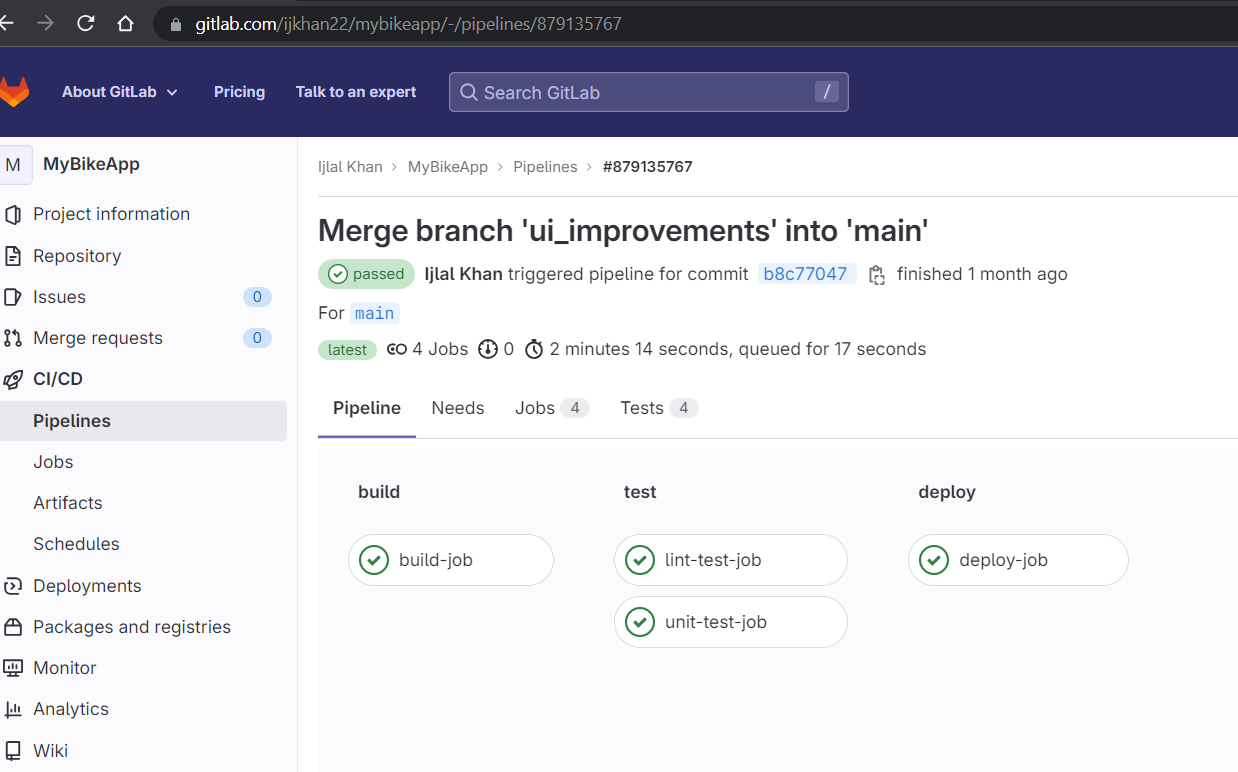 gitlab.com/ijkhan22/mybikeapp/-/pipelines/879135767
About GitLab Pricing Talk to an expert Search GitLab /
M MyBikeApp
Project information
Repository
Issues 0
Merge requests 0
CI/CD
Pipelines
Jobs
Artifacts
Schedules
Deployments
Packages and registries
Monitor
Analytics
Wiki
Ijlal Khan > MyBikeApp > Pipelines > #879135767
Merge branch 'ui_improvements' into 'main'
passed Ijlal Khan triggered pipeline for commit b8c77047 finished 1 month ago
For main
latest 4 Jobs 0 2 minutes 14 seconds, queued for 17 seconds
Pipeline Needs Jobs 4 Tests 4
build test deploy
build-job lint-test-job deploy-job
unit-test-job